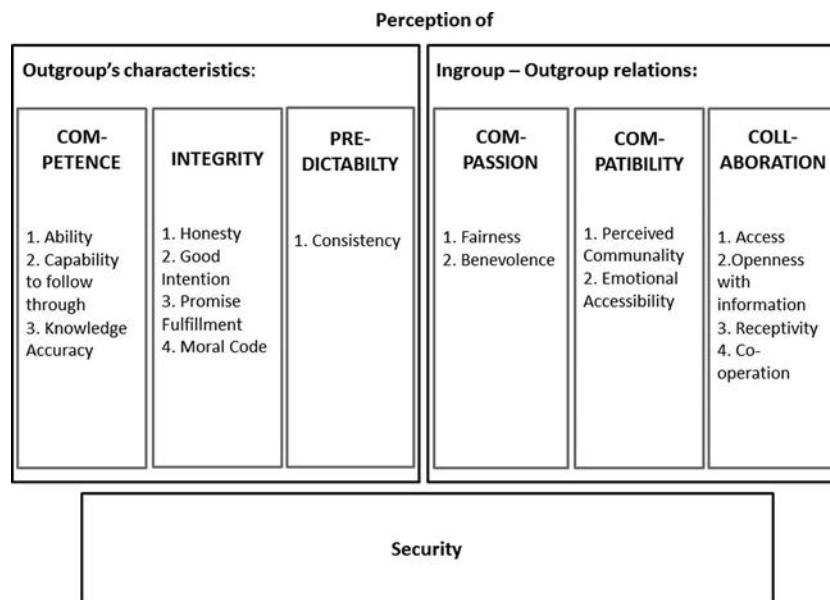 Perception of
Outgroup's characteristics:
COM-
PETENCE
1. Ability
2. Capability
to follow
through
3. Knowledge
Accuracy
INTEGRITY
1. Honesty
2. Good
Intention
3. Promise
Fulfillment
4. Moral Code
PRE-
DICTABILTY
1. Consistency
Ingroup – Outgroup relations:
COM-
PASSION
1. Fairness
2. Benevolence
COM-
PATIBILITY
1. Perceived
Communality
2. Emotional
Accessibility
COLL-
ABORATION
1. Access
2.Openness
with
information
3. Receptivity
4. Co-
operation
Security